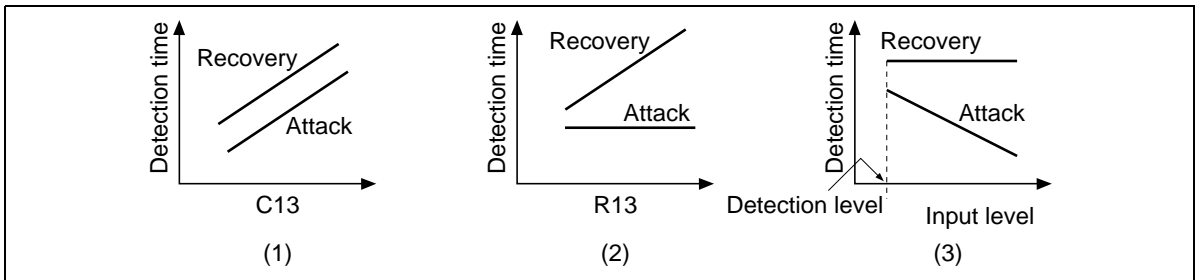 Detection time
Recovery
Attack
C13
(1)
Detection time
Recovery
Attack
R13
(2)
Detection time
Recovery
Attack
Detection level
Input level
(3)